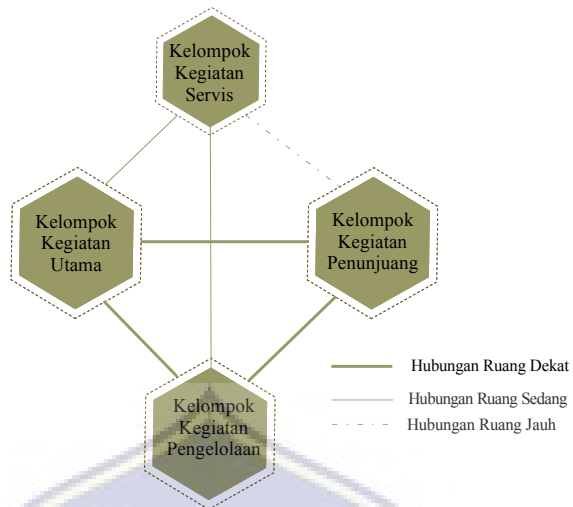 Kelompok
Kegiatan
Servis
Kelompok
Kegiatan
Utama
Kelompok
Kegiatan
Penunjuang
Kelompok
Kegiatan
Pengelolaan
Hubungan Ruang Dekat
Hubungan Ruang Sedang
Hubungan Ruang Jauh